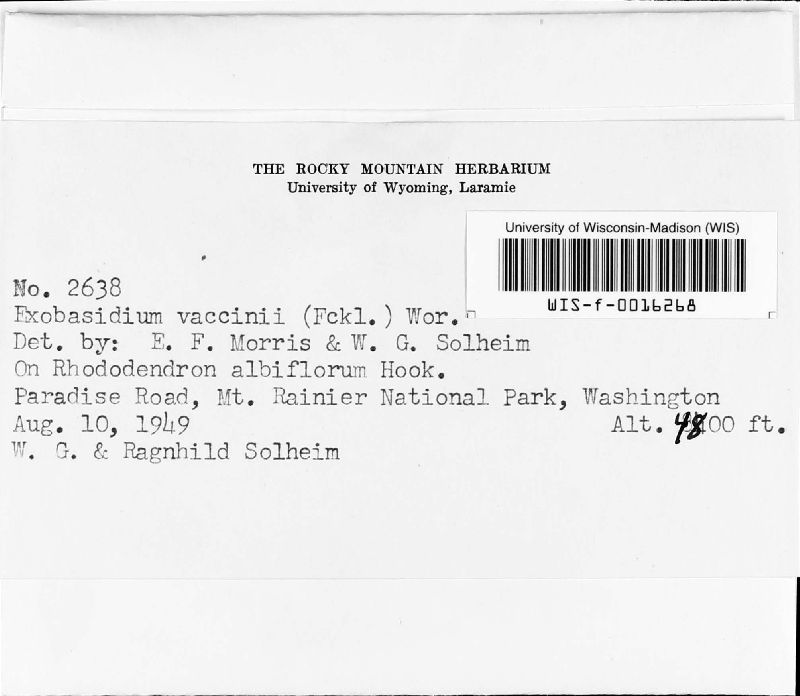 THE ROCKY MOUNTAIN HERBARIUM
University of Wyoming, Laramie
University of Wisconsin-Madison (WIS)
WIS-f-0016268
No. 2638
Exobasidium vaccinii (Fckl.) Wor.
Det. by: E. F. Morris & W. G. Solheim
On Rhododendron albiflorum Hook.
Paradise Road, Mt. Rainier National Park, Washington
Aug. 10, 1949 Alt. 4800 ft.
W. G. & Ragnhild Solheim